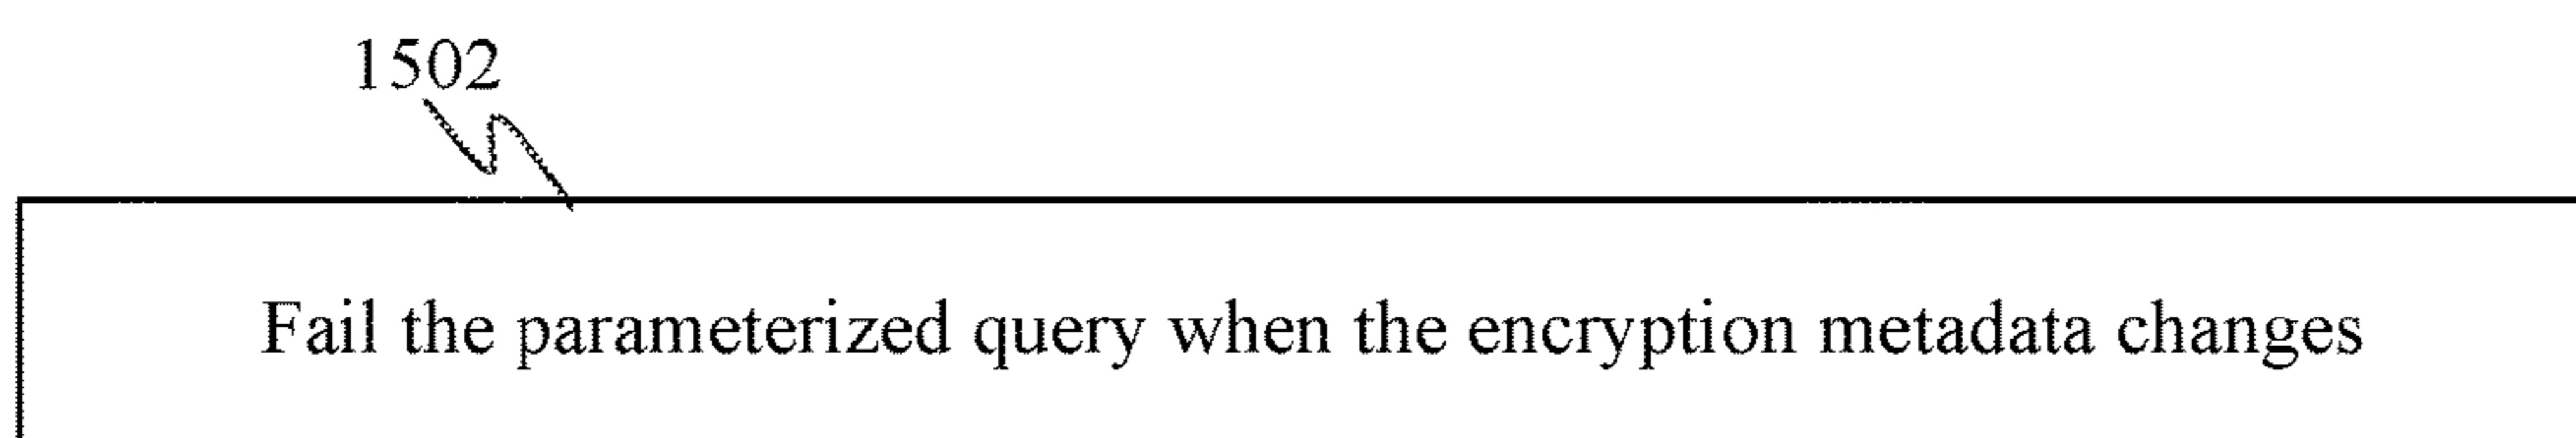 1502
Fail the parameterized query when the encryption metadata changes